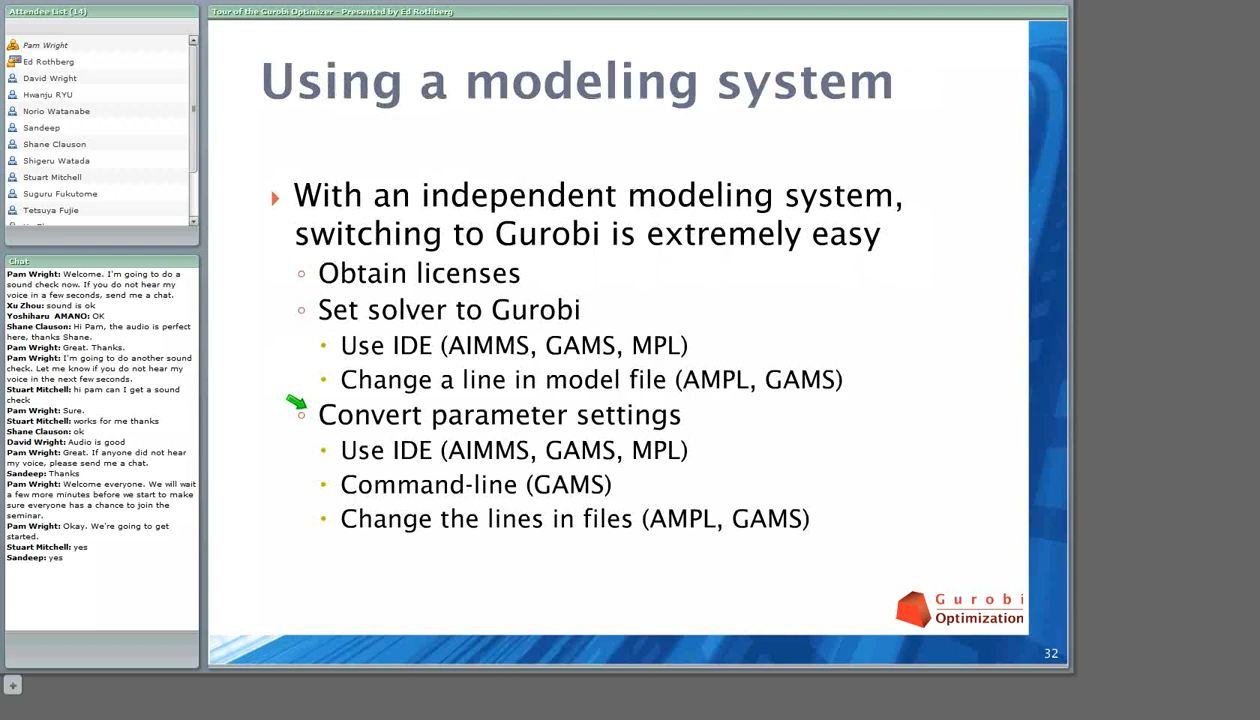 Attendee List (14)
Pam Wright
Ed Rothberg
David Wright
Hwanju RYU
Norio Watanabe
Sandeep
Shane Clauson
Shigeru Watada
Stuart Mitchell
Suguru Fukutome
Tetsuya Fujie
Chat
Pam Wright: Welcome. I'm going to do a
sound check now. If you do not hear my
voice in a few seconds, send me a chat.
Xu Zhou: sound is ok
Yoshiharu AMANO: OK
Shane Clauson: Hi Pam, the audio is perfect
here, thanks Shane.
Pam Wright: Great. Thanks.
Pam Wright: I'm going to do another sound
check. Let me know if you do not hear my
voice in the next few seconds.
Stuart Mitchell: hi pam can I get a sound
check
Pam Wright: Sure.
Stuart Mitchell: works for me thanks
Shane Clauson: ok
David Wright: Audio is good
Pam Wright: Great. If anyone did not hear
my voice, please send me a chat.
Sandeep: Thanks
Pam Wright: Welcome everyone. We will wait
a few more minutes before we start to make
sure everyone has a chance to join the
seminar.
Pam Wright: Okay. We're going to get
started.
Stuart Mitchell: yes
Sandeep: yes
Tour of the Gurobi Optimizer - Presented by Ed Rothberg
Using a modeling system
With an independent modeling system,
switching to Gurobi is extremely easy
Obtain licenses
Set solver to Gurobi
Use IDE (AIMMS, GAMS, MPL)
Change a line in model file (AMPL, GAMS)
Convert parameter settings
Use IDE (AIMMS, GAMS, MPL)
Command-line (GAMS)
Change the lines in files (AMPL, GAMS)
Gurobi
Optimization
32